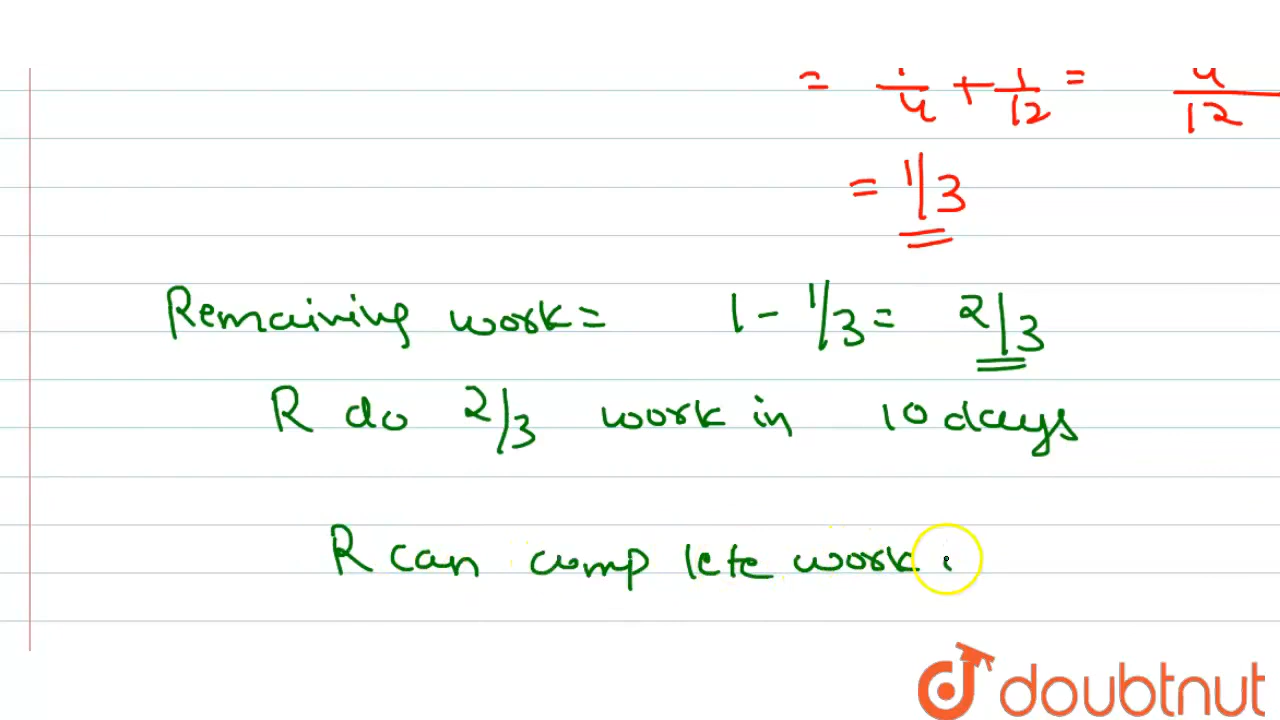 = 1/4 + 1/12 = 4/12
= 1/3
Remaining work = 1 - 1/3 = 2/3
R do 2/3 work in 10 days
R can complete work
doubtnut